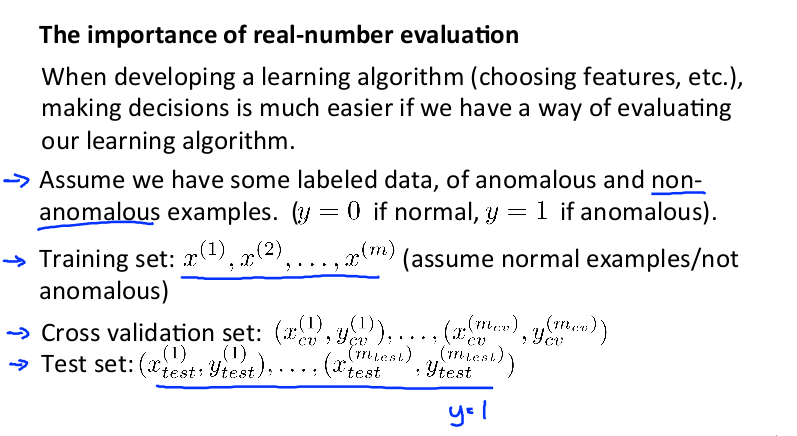 The importance of real-number evaluation
When developing a learning algorithm (choosing features, etc.),
making decisions is much easier if we have a way of evaluating
our learning algorithm.
→ Assume we have some labeled data, of anomalous and non-
anomalous examples. (y = 0 if normal, y = 1 if anomalous).
→ Training set: x^{(1)}, x^{(2)}, . . . , x^{(m)} (assume normal examples/not
anomalous)
→ Cross validation set: (x_{cv}^{(1)}, y_{cv}^{(1)}), . . . , (x_{cv}^{(m_{cv})}, y_{cv}^{(m_{cv})})
→ Test set: (x_{test}^{(1)}, y_{test}^{(1)}), . . . , (x_{test}^{(m_{test})}, y_{test}^{(m_{test})})
y=1